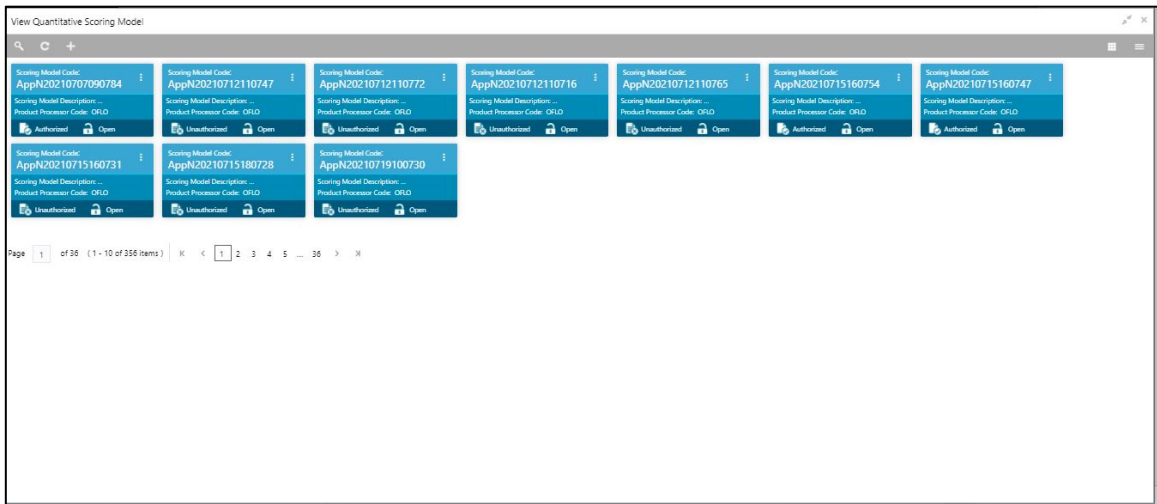 View Quantitative Scoring Model
Scoring Model Code: 
AppN20210707090784
Scoring Model Description: ...
Product Processor Code: OFLO
Authorized Open
Scoring Model Code:
AppN20210712110747
Scoring Model Description: ...
Product Processor Code: OFLO
Unauthorized Open
Scoring Model Code:
AppN20210712110772
Scoring Model Description: ...
Product Processor Code: OFLO
Unauthorized Open
Scoring Model Code:
AppN20210712110716
Scoring Model Description: ...
Product Processor Code: OFLO
Unauthorized Open
Scoring Model Code:
AppN20210712110765
Scoring Model Description: ...
Product Processor Code: OFLO
Unauthorized Open
Scoring Model Code:
AppN20210715160754
Scoring Model Description: ...
Product Processor Code: OFLO
Authorized Open
Scoring Model Code:
AppN20210715160747
Scoring Model Description: ...
Product Processor Code: OFLO
Authorized Open
Scoring Model Code:
AppN20210715160731
Scoring Model Description: ...
Product Processor Code: OFLO
Unauthorized Open
Scoring Model Code:
AppN20210715180728
Scoring Model Description: ...
Product Processor Code: OFLO
Unauthorized Open
Scoring Model Code:
AppN20210719100730
Scoring Model Description: ...
Product Processor Code: OFLO
Unauthorized Open
Page 1 of 36 (1 - 10 of 356 items) 1 2 3 4 5 ... 36